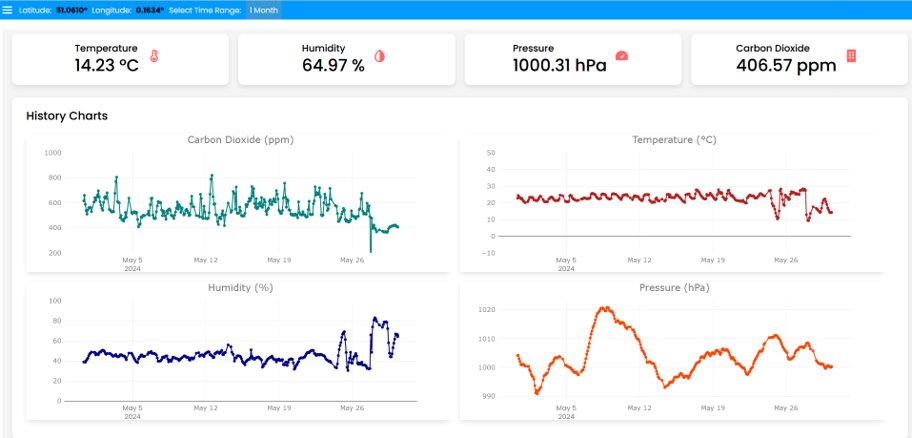 Latitude: 51.0610° Longitude: 0.1634° Select Time Range: 1 Month
Temperature
14.23 °C
Humidity
64.97 %
Pressure
1000.31 hPa
Carbon Dioxide
406.57 ppm
History Charts
Carbon Dioxide (ppm)
1000
800
600
400
200
May 5
2024
May 12
May 19
May 26
Temperature (°C)
50
40
30
20
10
0
−10
May 5
2024
May 12
May 19
May 26
Humidity (%)
100
80
60
40
20
0
May 5
2024
May 12
May 19
May 26
Pressure (hPa)
1020
1010
1000
990
May 5
2024
May 12
May 19
May 26